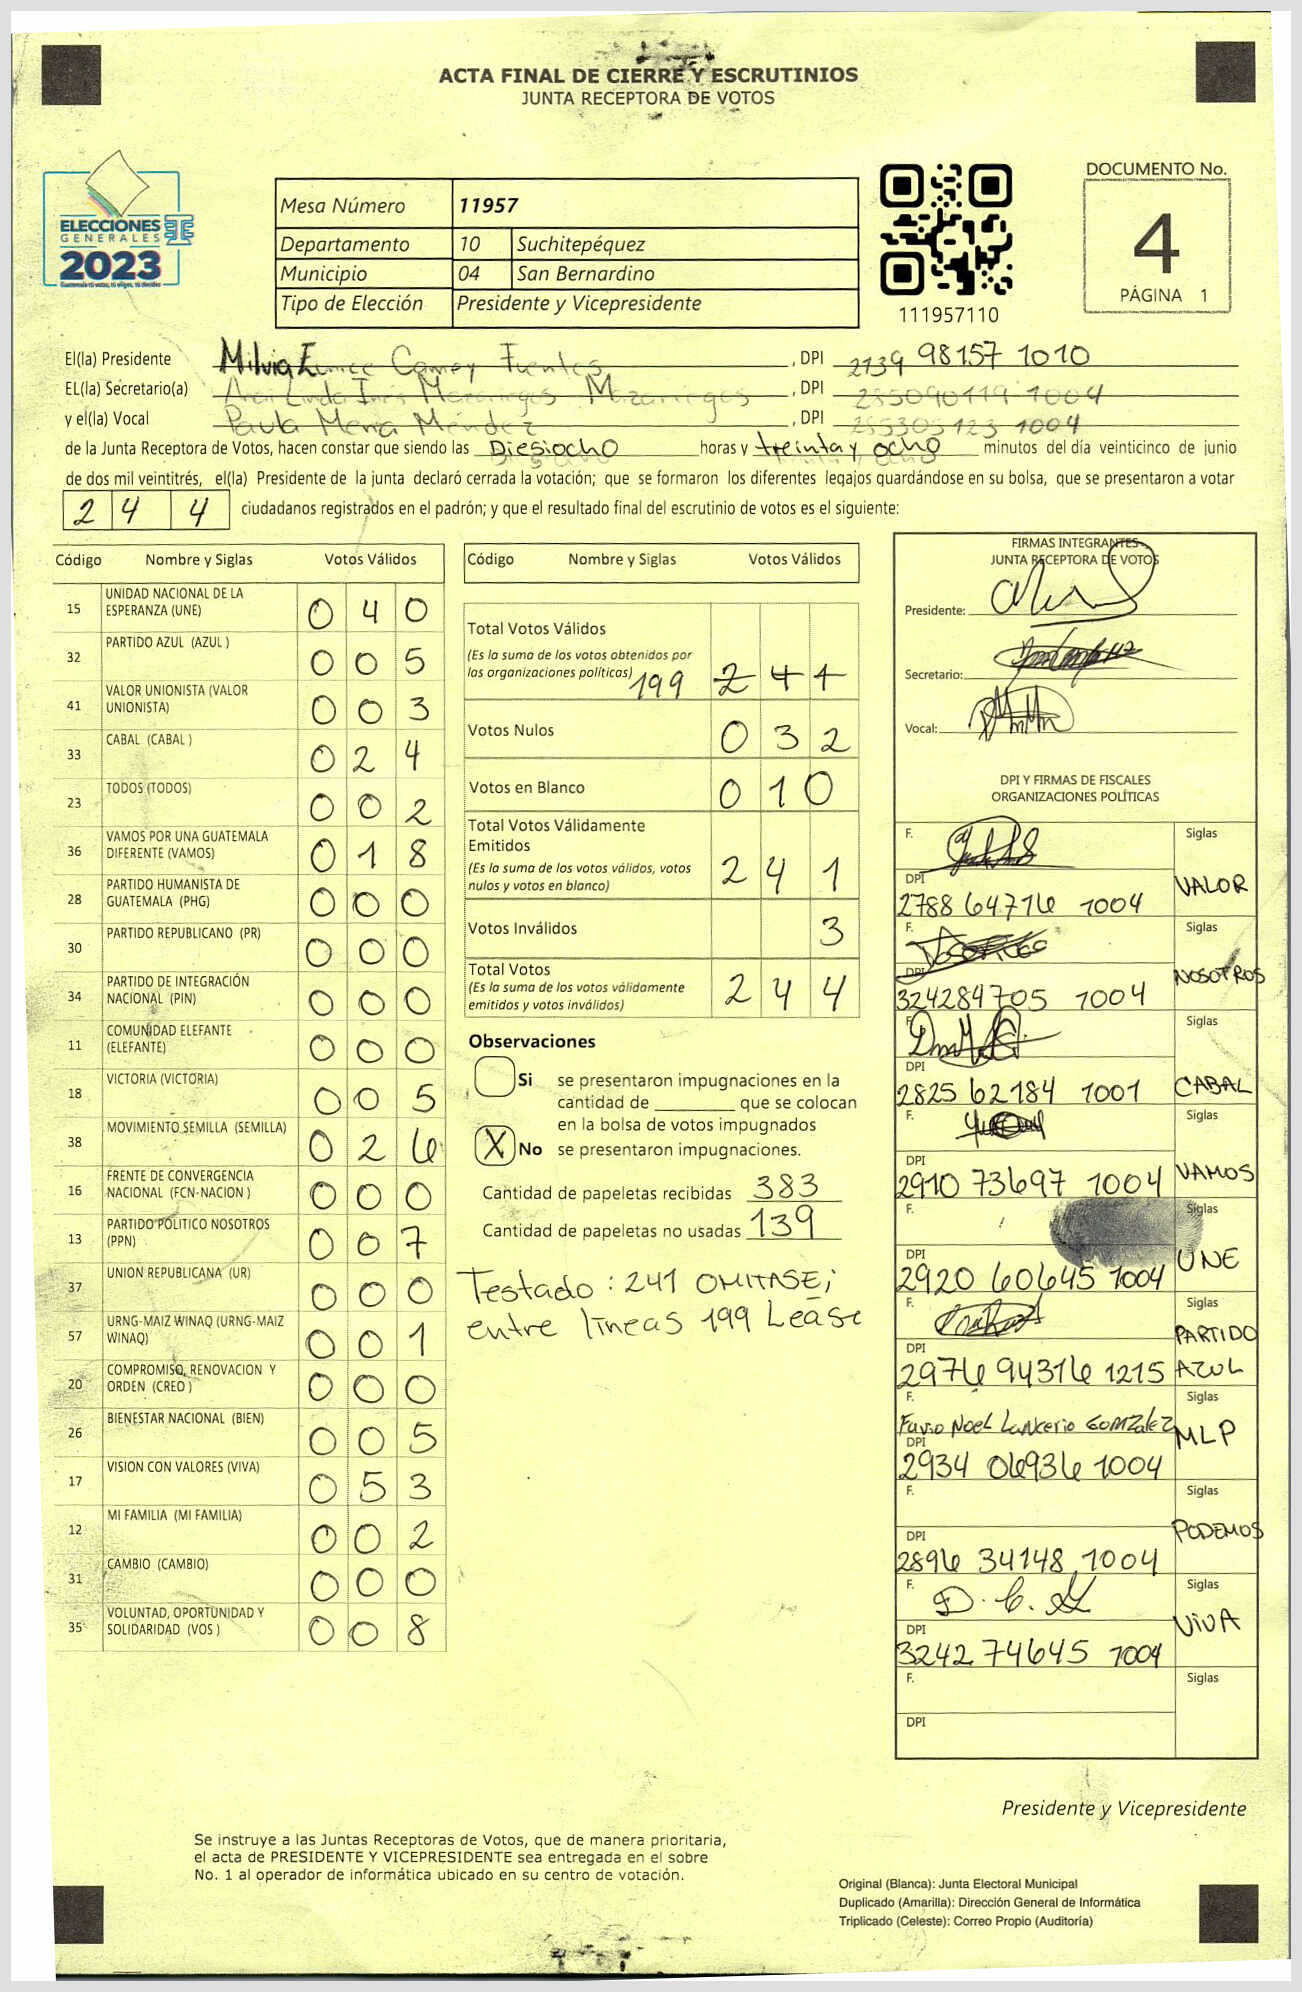 ACTA FINAL DE CIERRE Y ESCRUTINIOS
JUNTA RECEPTORA DE VOTOS
ELECCIONES
GENERALES
2023
Mesa Número 11957
Departamento 10 Suchitepéquez
Municipio 04 San Bernardino
Tipo de Elección Presidente y Vicepresidente
111957110
DOCUMENTO No.
4
PÁGINA 1
El(la) Presidente Milvia Eunice Camey Fuentes, DPI 2139 98157 1010
EL(la) Secretario(a) Ana Linda Inés Mazariegos Mazariegos, DPI 285090119 1004
y el(la) Vocal Paula María Méndez, DPI 285305123 1004
de la Junta Receptora de Votos, hacen constar que siendo las Diesiocho horas y treinta y ocho minutos del día veinticinco de junio
de dos mil veintitrés, el(la) Presidente de la junta declaró cerrada la votación; que se formaron los diferentes legajos guardándose en su bolsa, que se presentaron a votar
2 4 4 ciudadanos registrados en el padrón; y que el resultado final del escrutinio de votos es el siguiente:
Código Nombre y Siglas Votos Válidos
15 UNIDAD NACIONAL DE LA ESPERANZA (UNE) 0 4 0
32 PARTIDO AZUL (AZUL ) 0 0 5
41 VALOR UNIONISTA (VALOR UNIONISTA) 0 0 3
33 CABAL (CABAL ) 0 2 4
23 TODOS (TODOS) 0 0 2
36 VAMOS POR UNA GUATEMALA DIFERENTE (VAMOS) 0 1 8
28 PARTIDO HUMANISTA DE GUATEMALA (PHG) 0 0 0
30 PARTIDO REPUBLICANO (PR) 0 0 0
34 PARTIDO DE INTEGRACIÓN NACIONAL (PIN) 0 0 0
11 COMUNIDAD ELEFANTE (ELEFANTE) 0 0 0
18 VICTORIA (VICTORIA) 0 0 5
38 MOVIMIENTO SEMILLA (SEMILLA) 0 2 6
16 FRENTE DE CONVERGENCIA NACIONAL (FCN-NACION ) 0 0 0
13 PARTIDO POLITICO NOSOTROS (PPN) 0 0 7
37 UNION REPUBLICANA (UR) 0 0 0
57 URNG-MAIZ WINAQ (URNG-MAIZ WINAQ) 0 0 1
20 COMPROMISO, RENOVACION Y ORDEN (CREO ) 0 0 0
26 BIENESTAR NACIONAL (BIEN) 0 0 5
17 VISION CON VALORES (VIVA) 0 5 3
12 MI FAMILIA (MI FAMILIA) 0 0 2
31 CAMBIO (CAMBIO) 0 0 0
35 VOLUNTAD, OPORTUNIDAD Y SOLIDARIDAD (VOS ) 0 0 8
Código Nombre y Siglas Votos Válidos
Total Votos Válidos
(Es la suma de los votos obtenidos por
las organizaciones políticas) 199 2 4 1
Votos Nulos 0 3 2
Votos en Blanco 0 1 0
Total Votos Válidamente
Emitidos
(Es la suma de los votos válidos, votos
nulos y votos en blanco) 2 4 1
Votos Inválidos 3
Total Votos
(Es la suma de los votos válidamente
emitidos y votos inválidos) 2 4 4
Observaciones
Si se presentaron impugnaciones en la
cantidad de ________ que se colocan
en la bolsa de votos impugnados
X No se presentaron impugnaciones.
Cantidad de papeletas recibidas 383
Cantidad de papeletas no usadas 139
Testado: 241 OMITASE;
entre líneas 199 Léase
FIRMAS INTEGRANTES
JUNTA RECEPTORA DE VOTOS
Presidente:
Secretario:
Vocal:
DPI Y FIRMAS DE FISCALES
ORGANIZACIONES POLÍTICAS
F. Siglas
DPI VALOR
2788 64716 1004
F. Siglas
DPI NOSOTROS
324284705 1004
F. Siglas
DPI CABAL
2825 62184 1001
F. Siglas
DPI VAMOS
2910 73697 1004
F. Siglas
DPI UNE
2920 60645 1004
F. Siglas
DPI PARTIDO AZUL
2976 94316 1215
F. Siglas
Favio Noel Lancerio González
DPI MLP
2934 06936 1004
F. Siglas
DPI PODEMOS
2896 34148 1004
F. D. C. Siglas
DPI VIVA
3242 74645 1004
F. Siglas
DPI
Presidente y Vicepresidente
Se instruye a las Juntas Receptoras de Votos, que de manera prioritaria,
el acta de PRESIDENTE Y VICEPRESIDENTE sea entregada en el sobre
No. 1 al operador de informática ubicado en su centro de votación.
Original (Blanca): Junta Electoral Municipal
Duplicado (Amarilla): Dirección General de Informática
Triplicado (Celeste): Correo Propio (Auditoría)